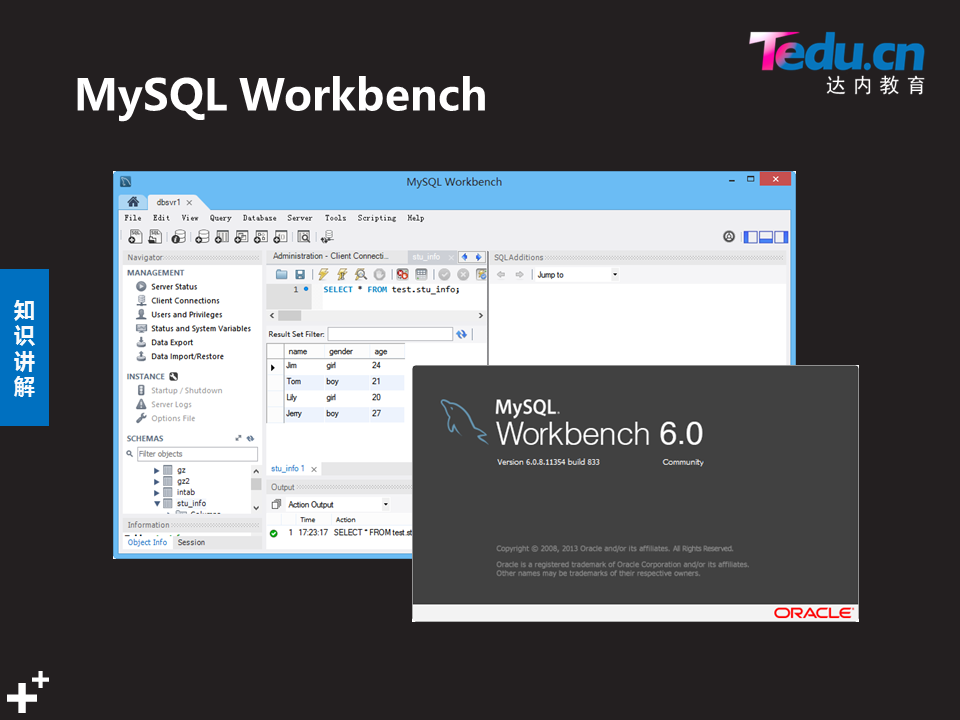 Tedu.cn
达内教育
MySQL Workbench
知识讲解
MySQL Workbench
dbsvr1
File Edit View Query Database Server Tools Scripting Help
Navigator
MANAGEMENT
Server Status
Client Connections
Users and Privileges
Status and System Variables
Data Export
Data Import/Restore
INSTANCE
Startup / Shutdown
Server Logs
Options File
SCHEMAS
Filter objects
gz
gz2
intab
stu_info
Information
Object Info Session
Administration - Client Connecti...
stu_info
1 SELECT * FROM test.stu_info;
Result Set Filter:
name gender age
Jim girl 24
Tom boy 21
Lily girl 20
Jerry boy 27
stu_info 1
Output
Action Output
Time Action
1 17:23:17 SELECT * FROM test.st
SQLAdditions
Jump to
MySQL.
Workbench 6.0
Version 6.0.8.11354 build 833 Community
Copyright © 2008, 2013 Oracle and/or its affiliates. All Rights Reserved.
Oracle is a registered trademark of Oracle Corporation and/or its affiliates.
Other names may be trademarks of their respective owners.
ORACLE